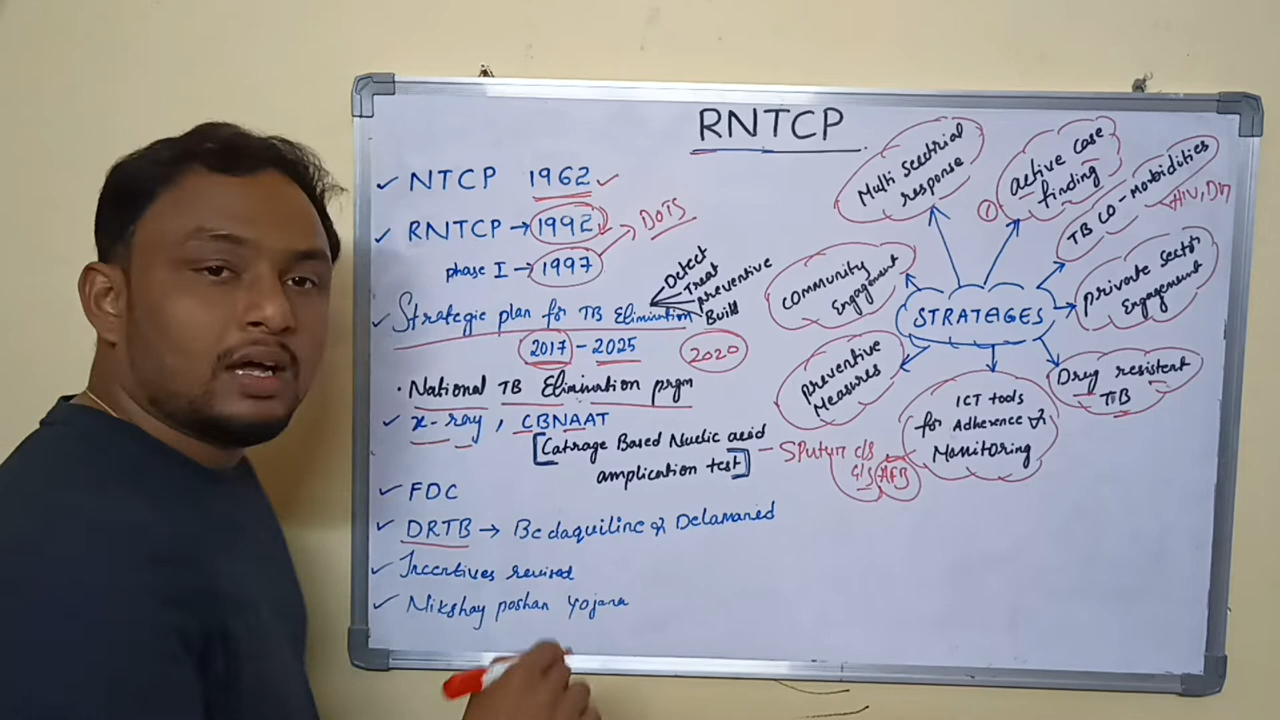 RNTCP
NTCP 1962
RNTCP → 1992
DOTS
phase I → 1997
Strategic plan for TB Elimination
Detect
Treat
Preventive
Build
2017 - 2025
2020
· National TB Elimination prgm
x-ray, CBNAAT
[Catrage Based Nuclic acid
amplication test]
- Sputum c/s
G/S AFB
FDC
DRTB → Bedaquiline & Delamanid
Incentives revised
Nikshay poshan yojana
STRATEGIES
Multi sectrial
response
① active case
finding
TB CO-morbidities
HIV, DM
private sector
Engagement
Drug resistent
TB
ICT tools
for Adherence &
Monitoring
Preventive
Measures
Community
Engagement